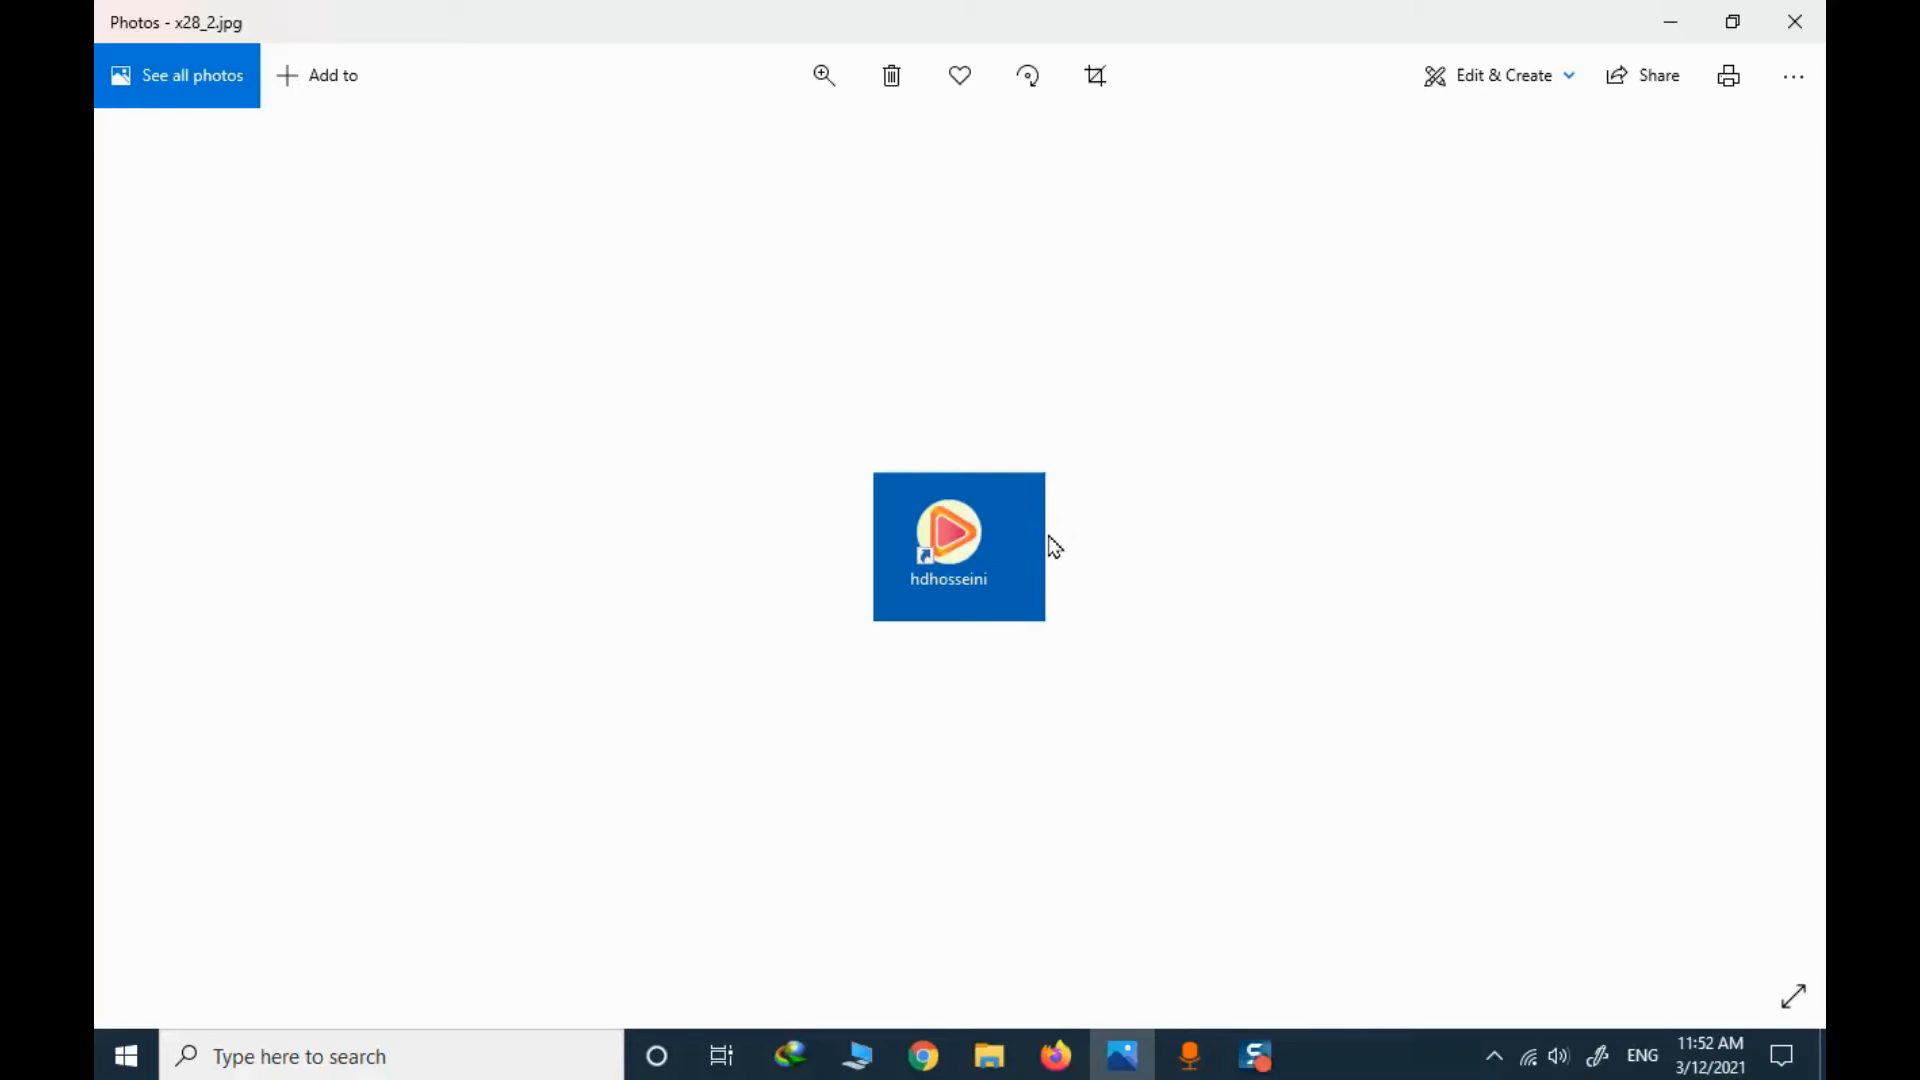 Photos - x28_2.jpg
See all photos
Add to
Edit & Create
Share
hdhosseini
Type here to search
ENG
11:52 AM
3/12/2021